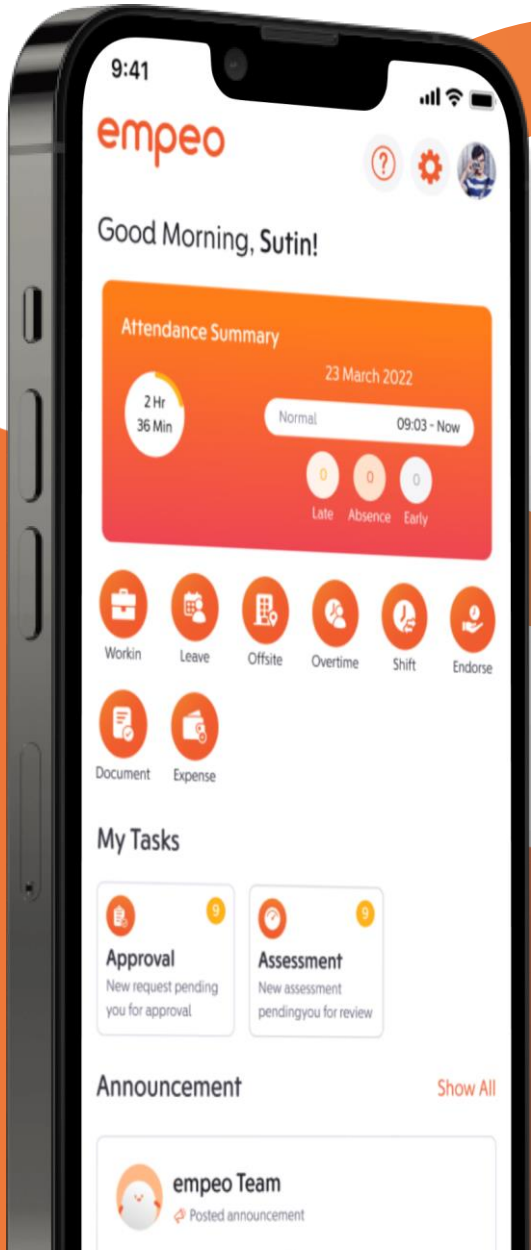 9:41
empeo
Good Morning, Sutin!
Attendance Summary
23 March 2022
2 Hr
36 Min
Normal 09:03 - Now
0 0 0
Late Absence Early
Workin Leave Offsite Overtime Shift Endorse
Document Expense
My Tasks
9 9
Approval Assessment
New request pending New assessment
you for approval pendingyou for review
Announcement Show All
empeo Team
Posted announcement